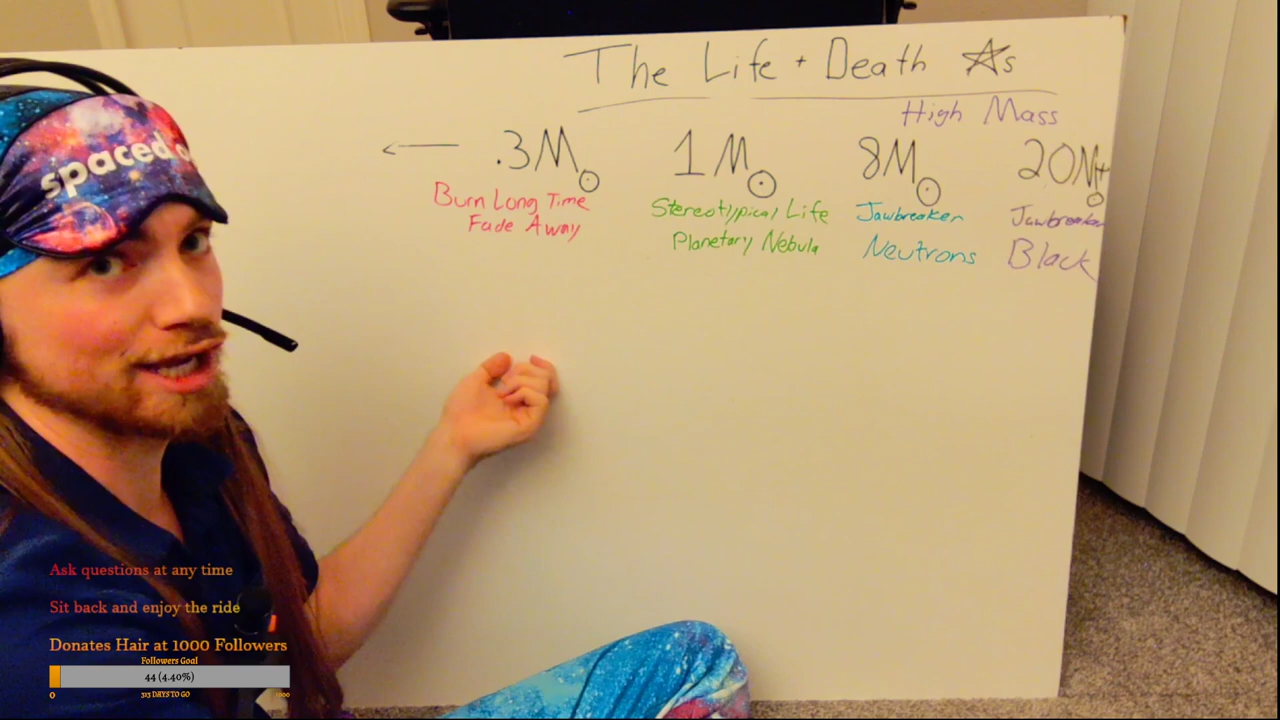 The Life + Death ☆s
High Mass
← .3M☉ 1M☉ 8M☉ 20M☉+
Burn Long Time
Fade Away
Stereotypical Life
Planetary Nebula
Jawbreaker
Neutrons
Jawbreaker
Black
spaced
Ask questions at any time
Sit back and enjoy the ride
Donates Hair at 1000 Followers
Followers Goal
44 (4.40%)
0 313 DAYS TO GO 1000